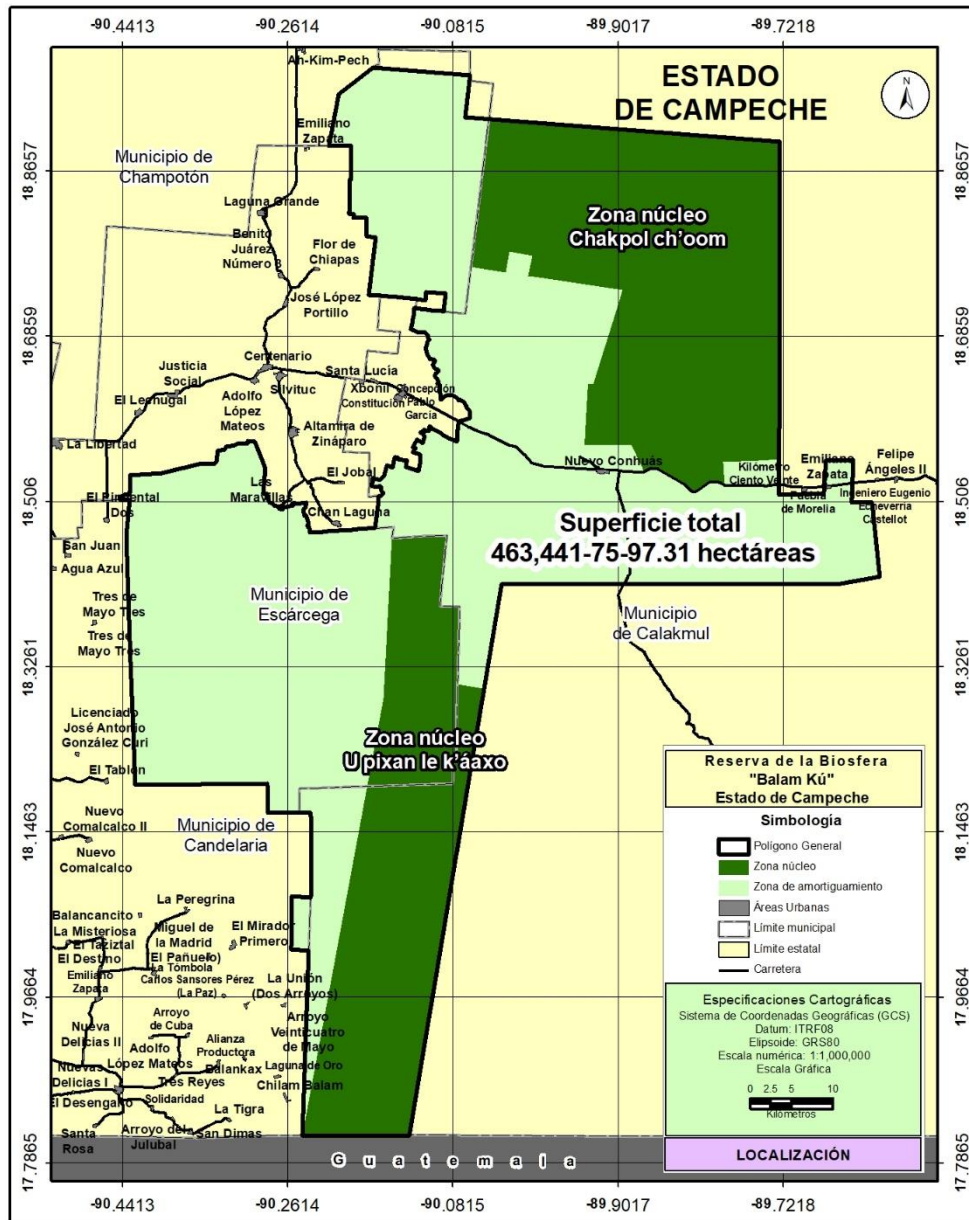 -90.4413
-90.2614
-90.0815
-89.9017
-89.7218
Ah-Kim-Pech
ESTADO
DE CAMPECHE
N
Emiliano
Zapata
Municipio de
Champotón
18.8657
18.8657
Laguna Grande
Zona núcleo
Chakpol ch'oom
Benito
Juárez
Número 3
Flor de
Chiapas
José López
Portillo
18.6859
18.6859
Centenario
Justicia
Social
Santa Lucía
Silvituc
Xbonil
Concepción
El Lechugal
Adolfo
López
Mateos
Constitución
Pablo
García
Altamira de
Zináparo
La Libertad
Nuevo Conhuás
Kilómetro
Ciento Veinte
Emiliano
Zapata
Felipe
Ángeles II
El Jobal
Las
Maravillas
El Pimental
Dos
Puebla
de Morelia
Ingeniero Eugenio
Echeverría
Castellot
18.506
18.506
Chan Laguna
Superficie total
463,441-75-97.31 hectáreas
San Juan
Agua Azul
Tres de
Mayo Tres
Tres de
Mayo Tres
Municipio de
Escárcega
Municipio
de Calakmul
18.3261
18.3261
Licenciado
José Antonio
González Curi
El Tablón
Zona núcleo
U pixan le k'áaxo
Reserva de la Biosfera
"Balam Kú"
Estado de Campeche
Simbología
Polígono General
Zona núcleo
Zona de amortiguamiento
Áreas Urbanas
Límite municipal
Límite estatal
Carretera
18.1463
18.1463
Nuevo
Comalcalco II
Nuevo
Comalcalco
Municipio de
Candelaria
La Peregrina
Balancancito
La Misteriosa
El Taziztal
El Destino
Emiliano
Zapata
Miguel de
la Madrid
El Pañuelo)
La Tómbola
El Mirador
Primero
Carlos Sansores Pérez
(La Paz)
La Unión
(Dos Arroyos)
17.9664
17.9664
Arroyo
Veinticuatro
de Mayo
Arroyo
de Cuba
Nueva
Delicias II
Adolfo
López Mateos
Alianza
Productora
Balankax
Laguna de Oro
Chilam Balam
Nuevas
Delicias I
Tres Reyes
El Desengaño
Solidaridad
La Tigra
Santa
Rosa
Arroyo del
Julubal
San Dimas
Especificaciones Cartográficas
Sistema de Coordenadas Geográficas (GCS)
Datum: ITRF08
Elipsoide: GRS80
Escala numérica: 1:1,000,000
Escala Gráfica
0 2.5 5 10
Kilómetros
LOCALIZACIÓN
17.7865
17.7865
Guatemala
-90.4413
-90.2614
-90.0815
-89.9017
-89.7218